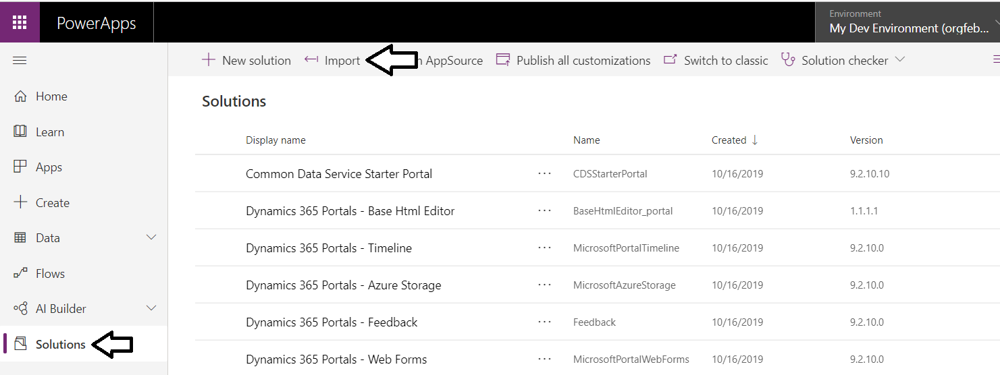 PowerApps
Environment
My Dev Environment (orgfeb...
New solution Import AppSource Publish all customizations Switch to classic Solution checker
Home
Learn
Apps
Create
Data
Flows
AI Builder
Solutions
Solutions
Display name Name Created ↓ Version
Common Data Service Starter Portal ... CDSStarterPortal 10/16/2019 9.2.10.10
Dynamics 365 Portals - Base Html Editor ... BaseHtmlEditor_portal 10/16/2019 1.1.1.1
Dynamics 365 Portals - Timeline ... MicrosoftPortalTimeline 10/16/2019 9.2.10.0
Dynamics 365 Portals - Azure Storage ... MicrosoftAzureStorage 10/16/2019 9.2.10.0
Dynamics 365 Portals - Feedback ... Feedback 10/16/2019 9.2.10.0
Dynamics 365 Portals - Web Forms ... MicrosoftPortalWebForms 10/16/2019 9.2.10.0